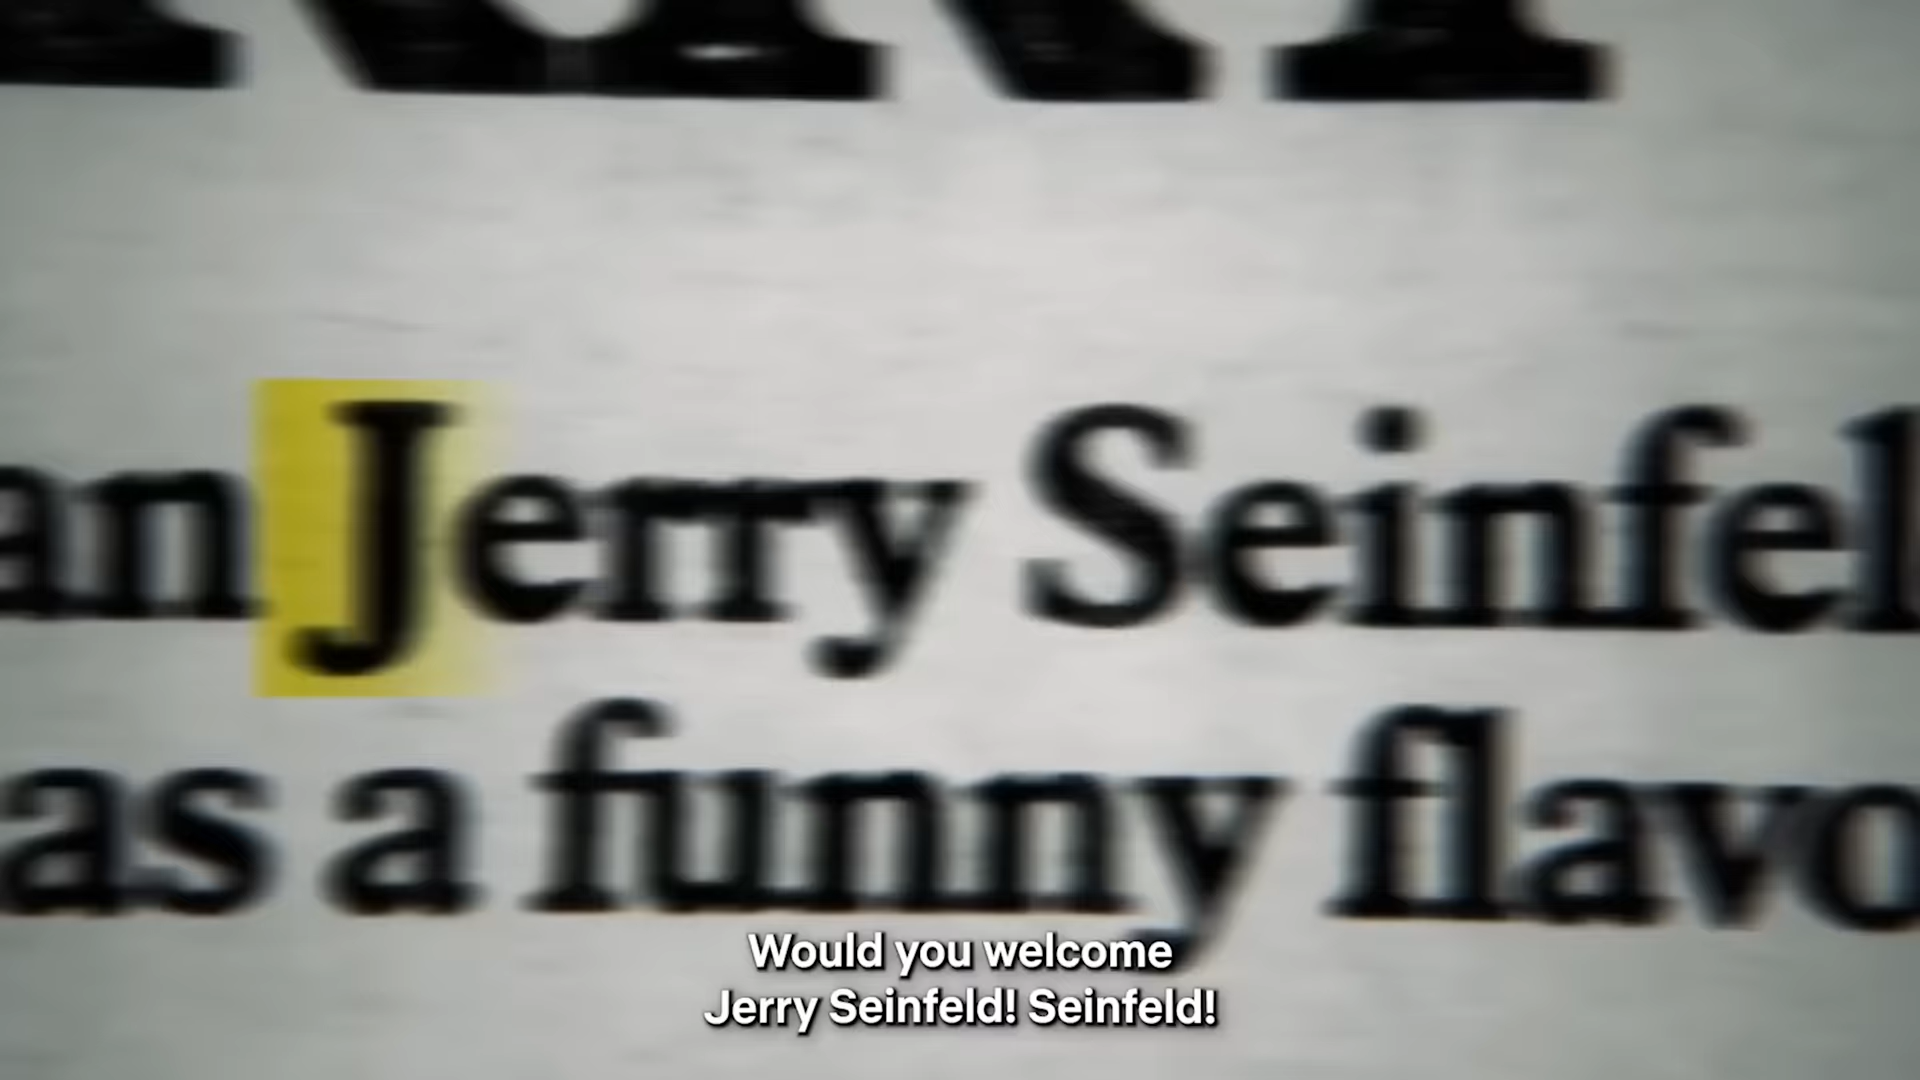 an Jerry Seinfel
as a funny flavo
Would you welcome
Jerry Seinfeld! Seinfeld!